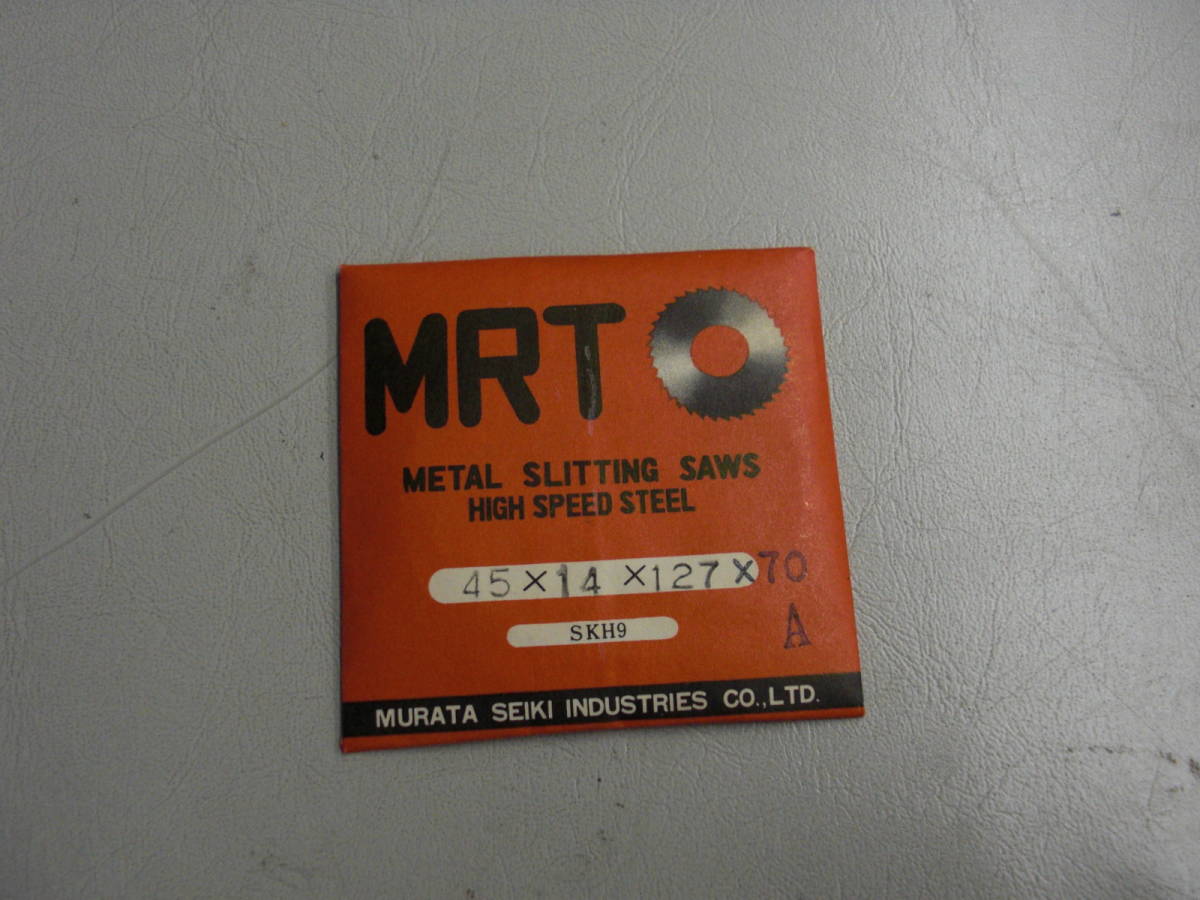 MRT
METAL SLITTING SAWS
HIGH SPEED STEEL
45×14×127×70
SKH9
A
MURATA SEIKI INDUSTRIES CO.,LTD.